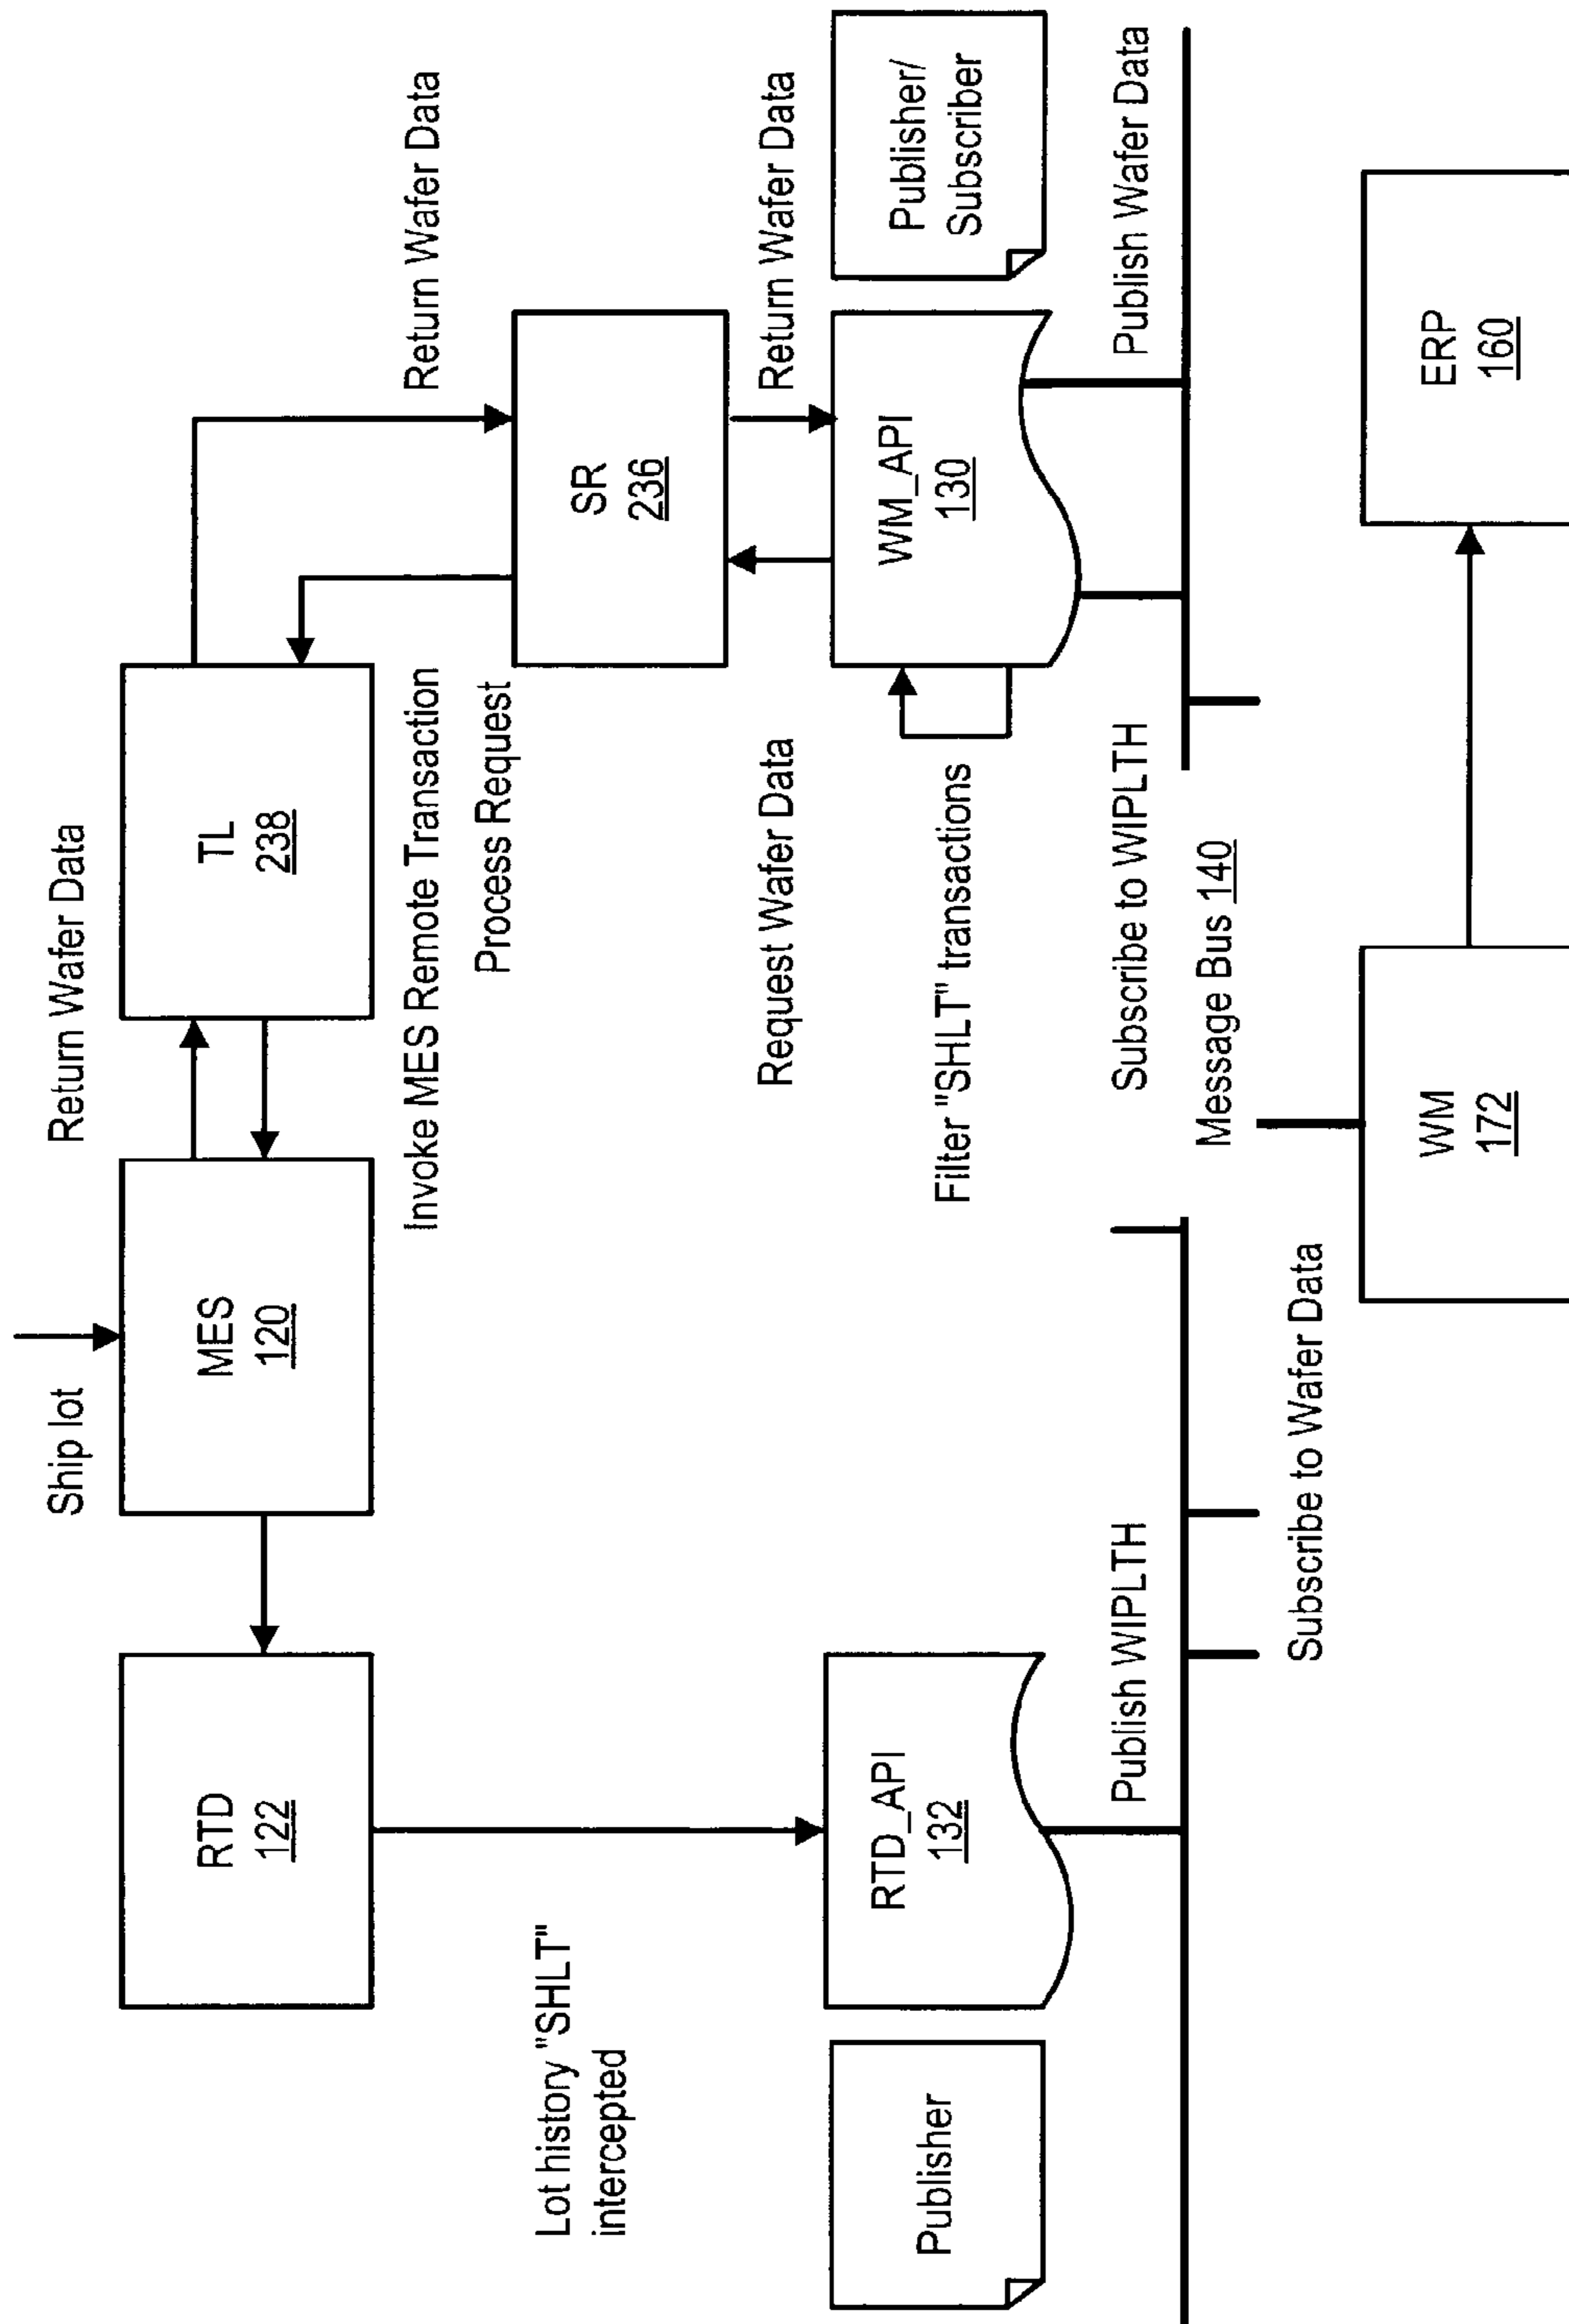 Ship lot
Return Wafer Data
RTD
122
MES
120
TL
238
Invoke MES Remote Transaction
Return Wafer Data
Process Request
Lot history "SHLT"
intercepted
SR
236
Request Wafer Data
Return Wafer Data
Publisher
RTD_API
132
Filter "SHLT" transactions
WM_API
130
Publisher/
Subscriber
Publish WIPLTH
Subscribe to WIPLTH
Publish Wafer Data
Message Bus 140
Subscribe to Wafer Data
WM
172
ERP
160